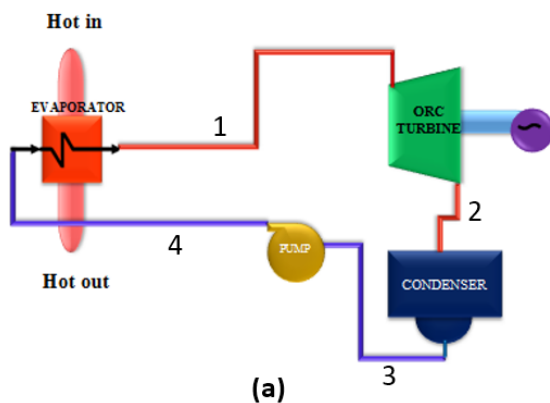 Hot in
EVAPORATOR
1
ORC
TURBINE
2
4
PUMP
Hot out
CONDENSER
3
(a)